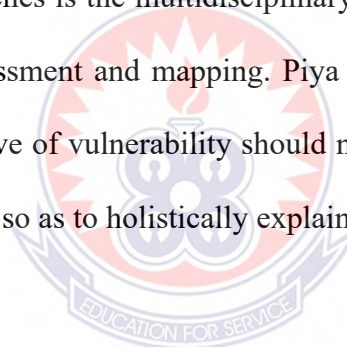 ches is the multidisciplinary
ssment and mapping. Piya
ve of vulnerability should n
so as to holistically explain
EDUCATION FOR SERVICE